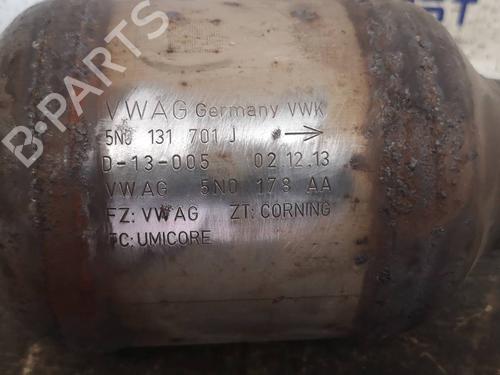 VWAG Germany VWK
5N0 131 701 J →
D-13-005 02.12.13
VWAG 5N0 178 AA
FZ: VWAG ZT: CORNING
TC: UMICORE
B-PARTS